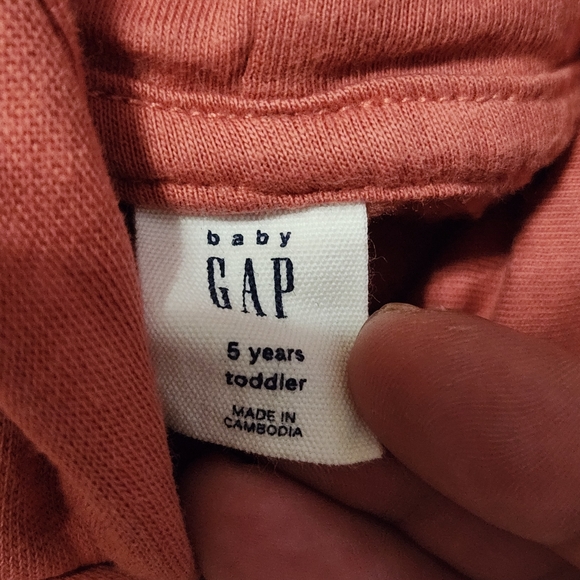 baby
GAP
5 years
toddler
MADE IN
CAMBODIA